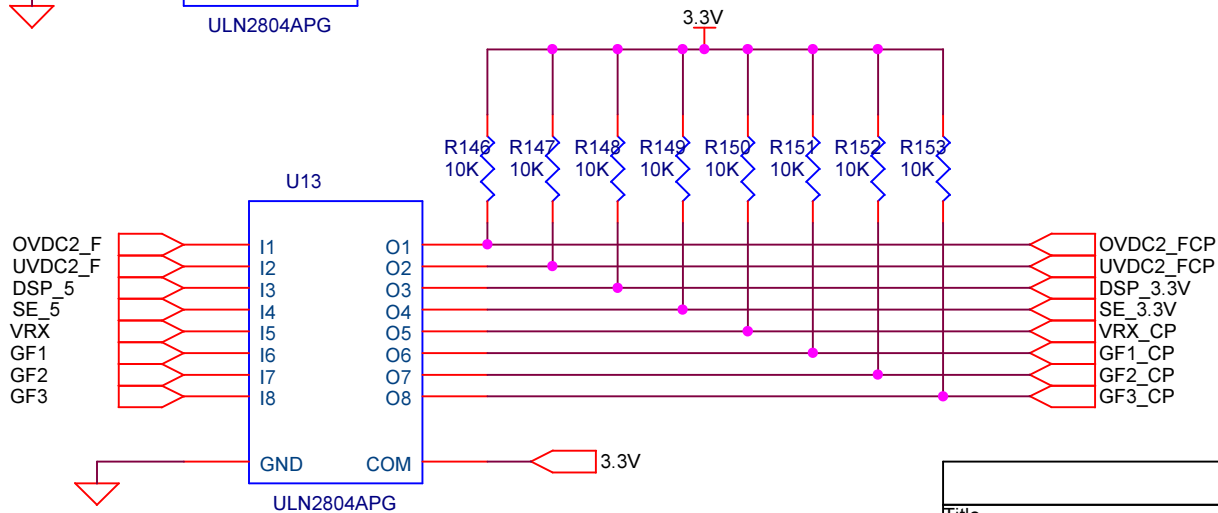 ULN2804APG
3.3V
R146 R147 R148 R149 R150 R151 R152 R153
10K 10K 10K 10K 10K 10K 10K 10K
U13
OVDC2_F I1 O1 OVDC2_FCP
UVDC2_F I2 O2 UVDC2_FCP
DSP_5 I3 O3 DSP_3.3V
SE_5 I4 O4 SE_3.3V
VRX I5 O5 VRX_CP
GF1 I6 O6 GF1_CP
GF2 I7 O7 GF2_CP
GF3 I8 O8 GF3_CP
GND COM 3.3V
ULN2804APG
Title